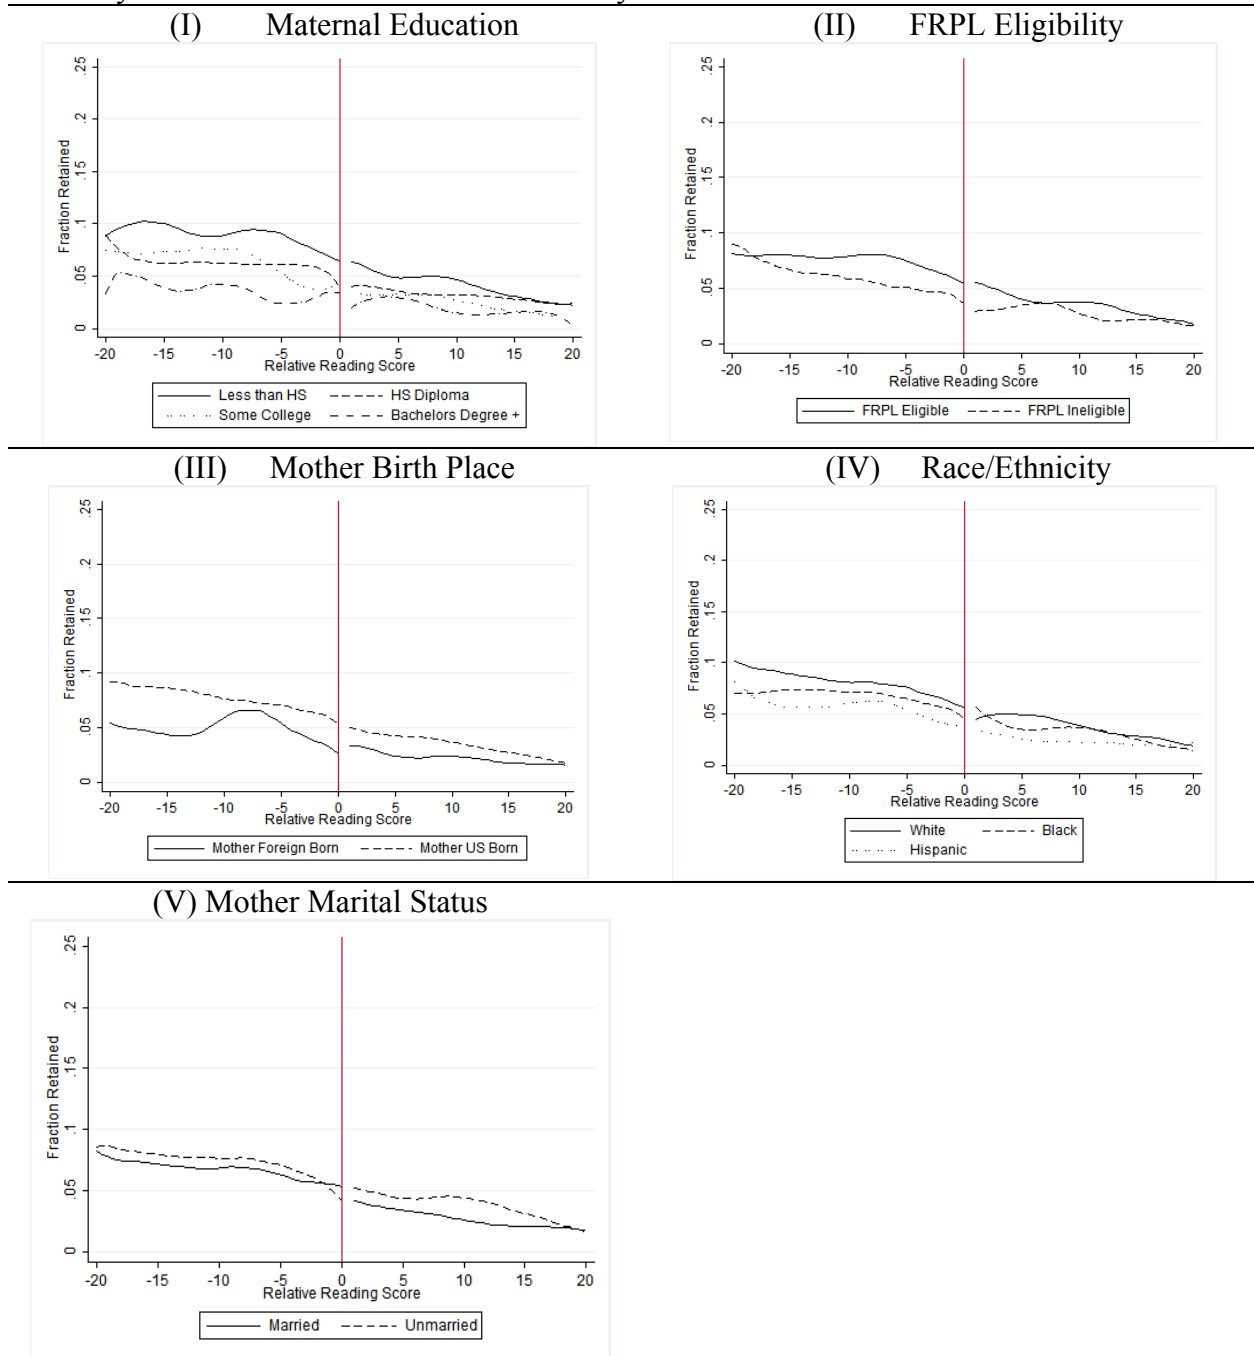 (I) Maternal Education
(II) FRPL Eligibility
Fraction Retained
.25
.2
.15
.1
.05
0
-20 -15 -10 -5 0 5 10 15 20
Relative Reading Score
Less than HS HS Diploma
Some College Bachelors Degree +
Fraction Retained
.25
.2
.15
.1
.05
0
-20 -15 -10 -5 0 5 10 15 20
Relative Reading Score
FRPL Eligible FRPL Ineligible
(III) Mother Birth Place
(IV) Race/Ethnicity
Fraction Retained
.25
.2
.15
.1
.05
0
-20 -15 -10 -5 0 5 10 15 20
Relative Reading Score
Mother Foreign Born Mother US Born
Fraction Retained
.25
.2
.15
.1
.05
0
-20 -15 -10 -5 0 5 10 15 20
Relative Reading Score
White Black
Hispanic
(V) Mother Marital Status
Fraction Retained
.25
.2
.15
.1
.05
0
-20 -15 -10 -5 0 5 10 15 20
Relative Reading Score
Married Unmarried